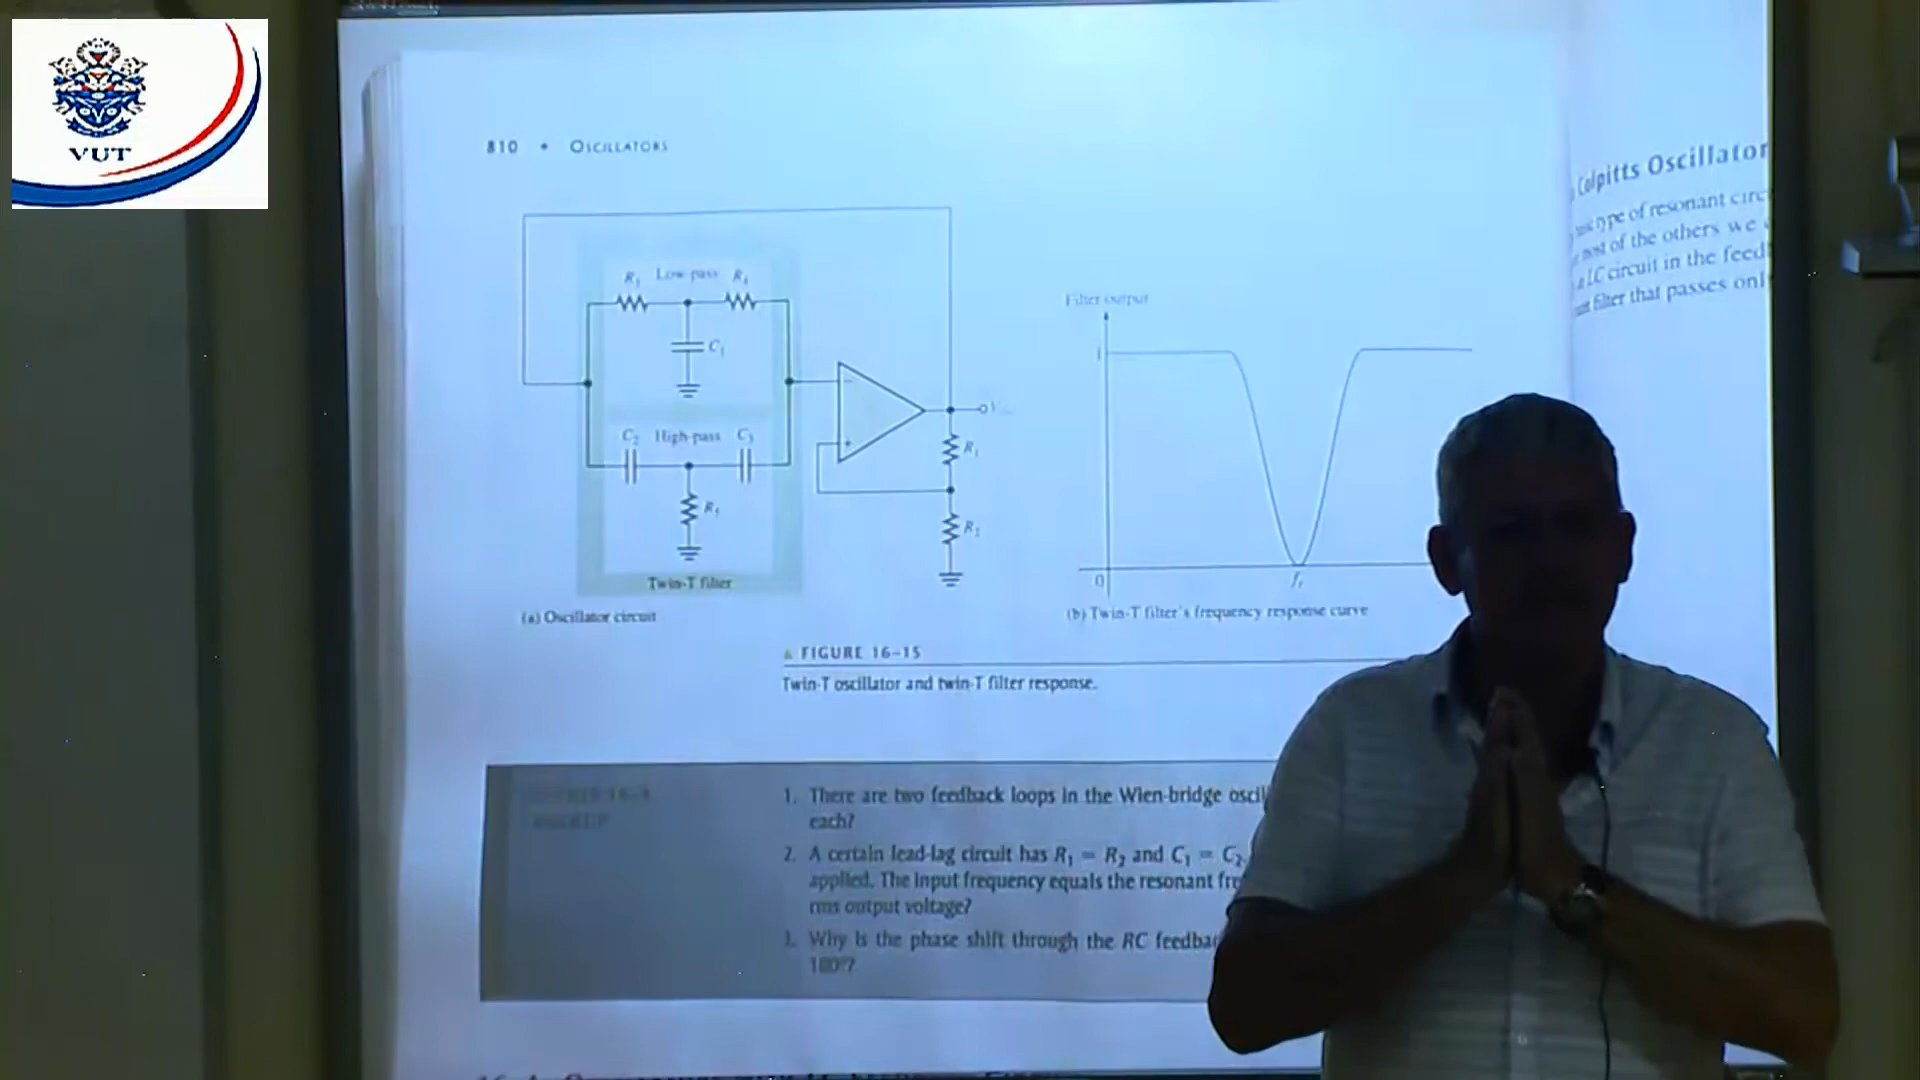 VUT
810 • OSCILLATORS
Colpitts Oscillator
type of resonant circ
most of the others we
LC circuit in the feed
filter that passes onl
R3 Low-pass R4
C1
C2 High-pass C3
R5
Twin-T filter
−
+
V
R1
R2
(a) Oscillator circuit
Filter output
1
0
fr
(b) Twin-T filter's frequency response curve
▲ FIGURE 16–15
Twin-T oscillator and twin-T filter response.
1. There are two feedback loops in the Wien-bridge oscil
each?
2. A certain lead-lag circuit has R1 = R2 and C1 = C2.
applied. The input frequency equals the resonant fre
rms output voltage?
3. Why is the phase shift through the RC feedba
180°?